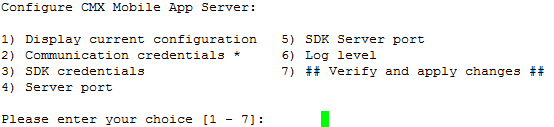 Configure CMX Mobile App Server:
1) Display current configuration   5) SDK Server port
2) Communication credentials *     6) Log level
3) SDK credentials                 7) ## Verify and apply changes ##
4) Server port
Please enter your choice [1 - 7]: